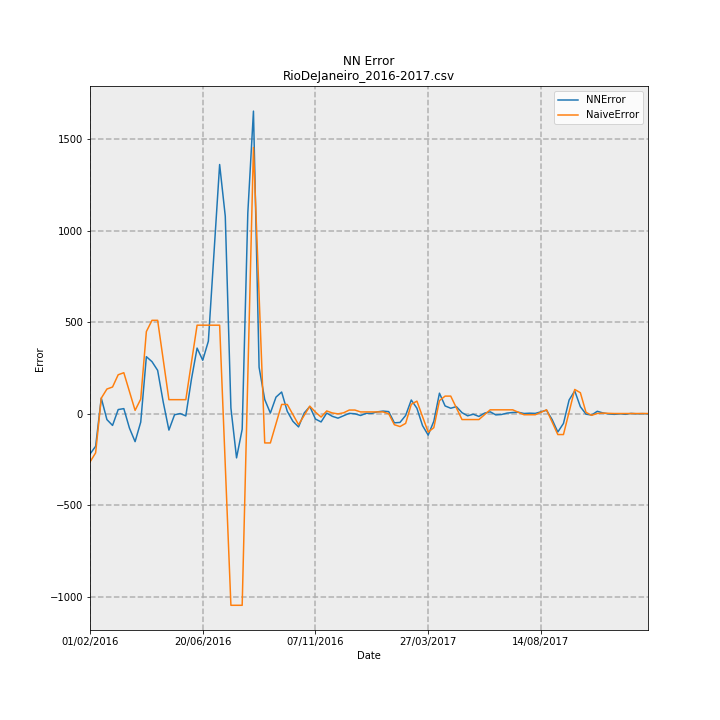 NN Error
RioDeJaneiro_2016-2017.csv
NNError
NaiveError
1500
1000
500
0
−500
−1000
Error
01/02/2016 20/06/2016 07/11/2016 27/03/2017 14/08/2017
Date